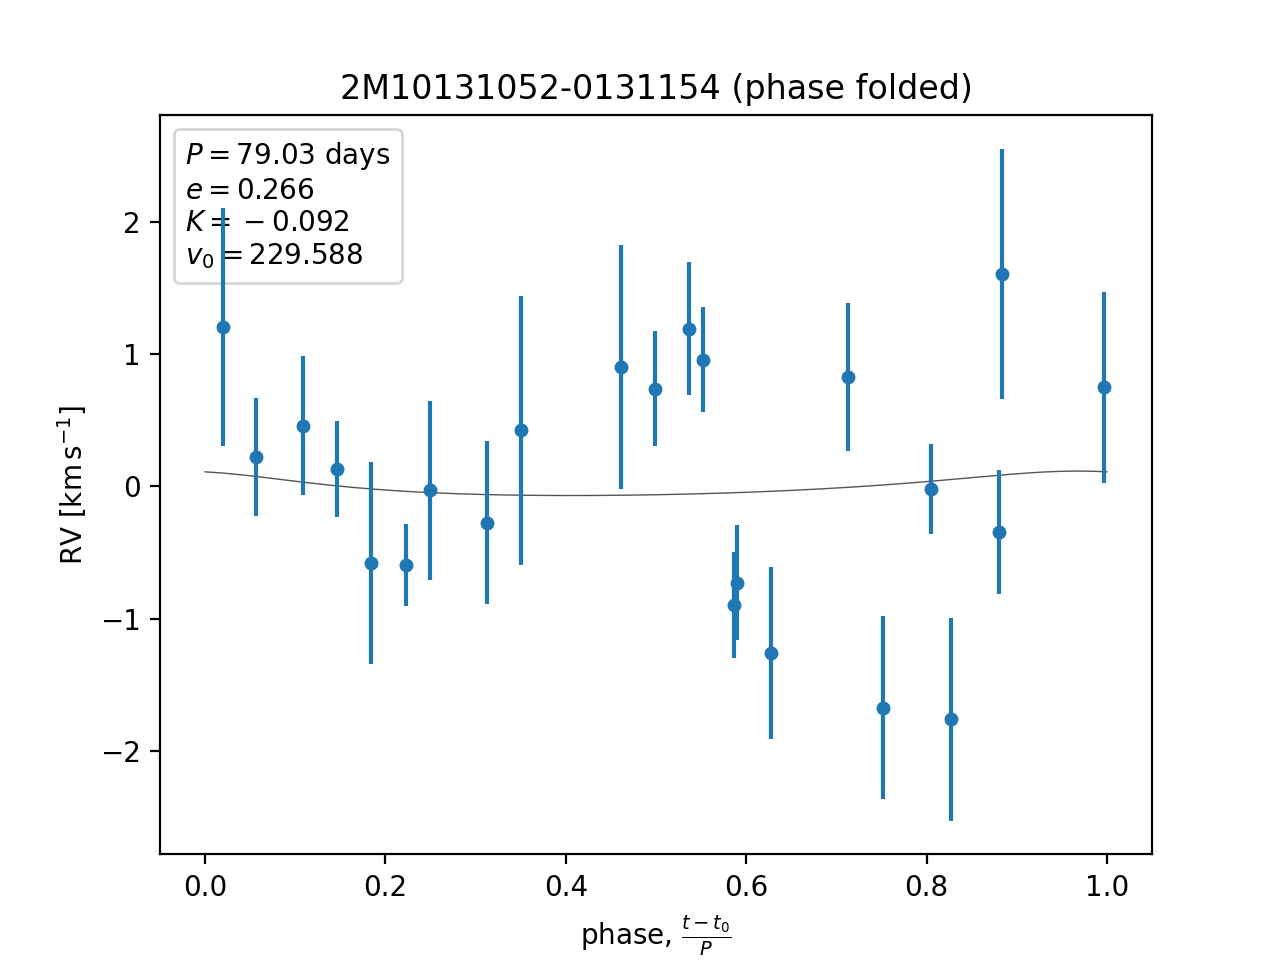 2M10131052-0131154 (phase folded)
P = 79.03 days
e = 0.266
K = −0.092
v₀ = 229.588
2
1
0
−1
−2
RV [km s⁻¹]
0.0 0.2 0.4 0.6 0.8 1.0
phase, (t − t₀)/P